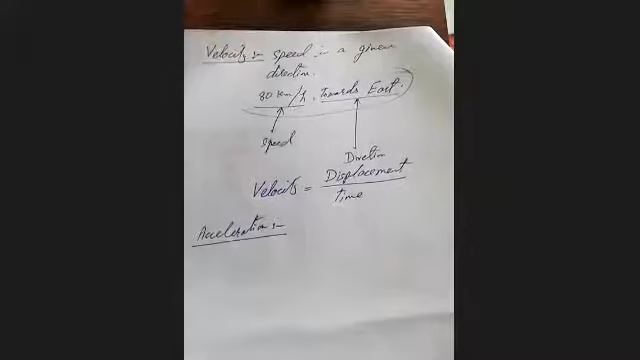 Velocity :- speed in a given
direction.
80 km/h, Towards East.
speed
Direction
Velocity = Displacement
time
Acceleration :-